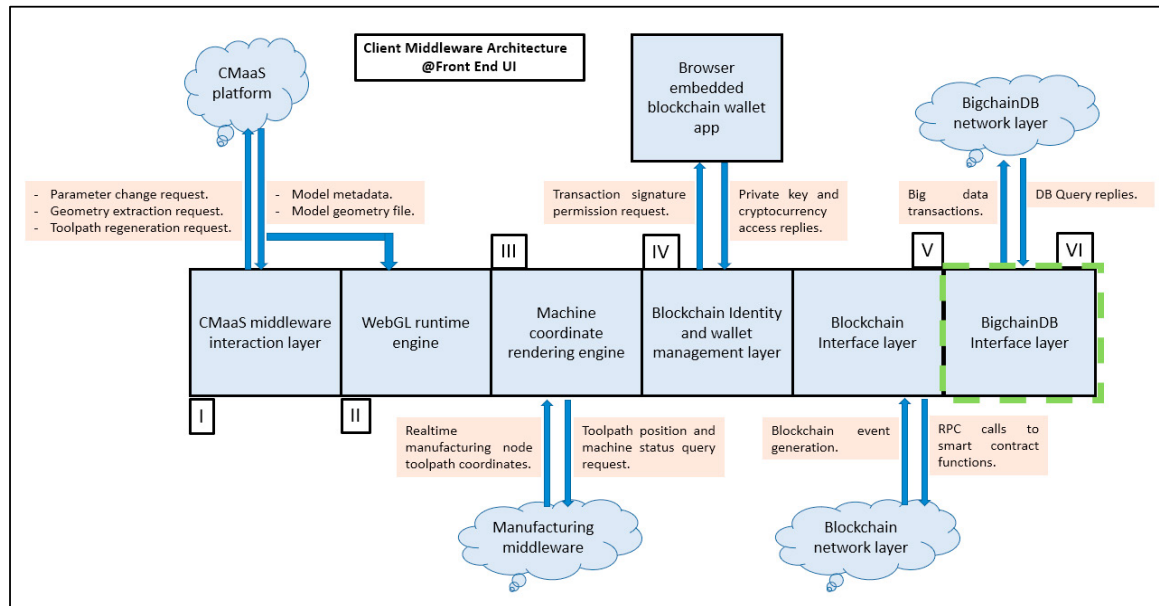 Client Middleware Architecture
@Front End UI
CMaaS
platform
Browser
embedded
blockchain wallet
app
BigchainDB
network layer
- Parameter change request.
- Geometry extraction request.
- Toolpath regeneration request.
- Model metadata.
- Model geometry file.
Transaction signature
permission request.
Private key and
cryptocurrency
access replies.
Big data
transactions.
DB Query replies.
III
IV
V
VI
CMaaS middleware
interaction layer
WebGL runtime
engine
Machine
coordinate
rendering engine
Blockchain Identity
and wallet
management layer
Blockchain
Interface layer
BigchainDB
Interface layer
I
II
Realtime
manufacturing node
toolpath coordinates.
Toolpath position and
machine status query
request.
Blockchain event
generation.
RPC calls to
smart contract
functions.
Manufacturing
middleware
Blockchain
network layer